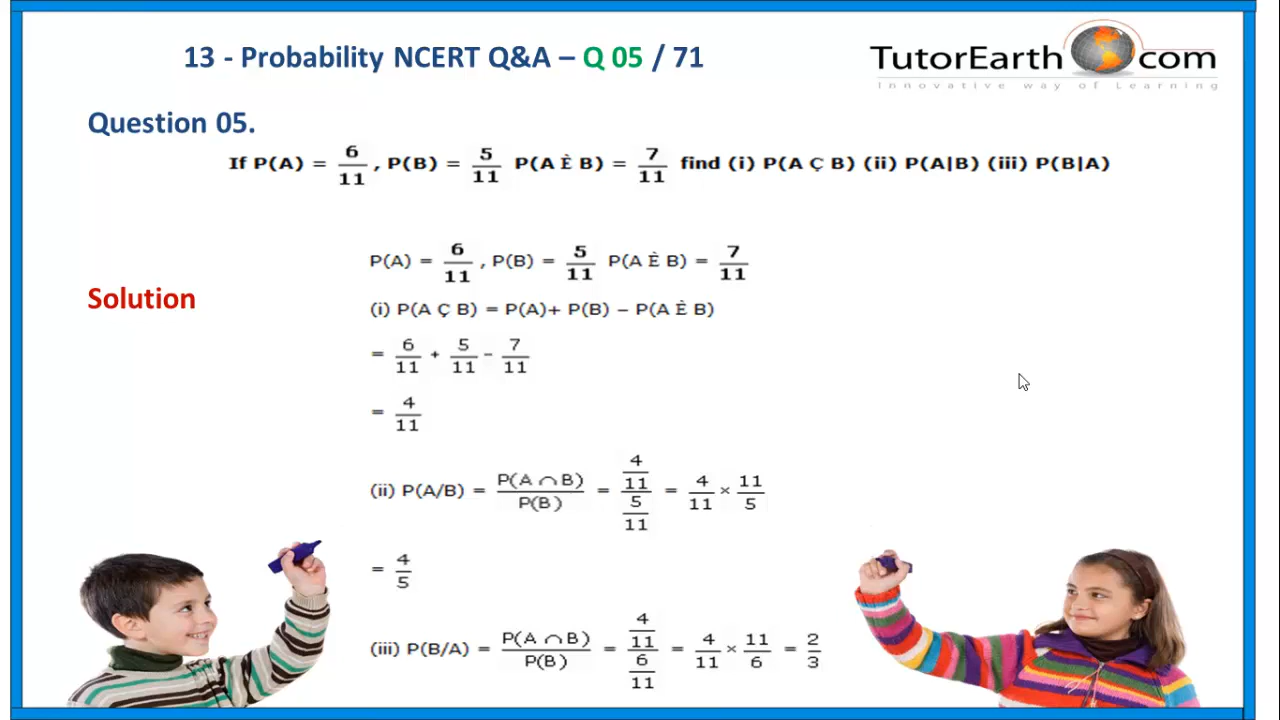 13 - Probability NCERT Q&A – Q 05 / 71
TutorEarth com
Innovative way of Learning
Question 05.
If P(A) = 6/11 , P(B) = 5/11 P(A È B) = 7/11 find (i) P(A Ç B) (ii) P(A|B) (iii) P(B|A)
P(A) = 6/11 , P(B) = 5/11 P(A È B) = 7/11
Solution
(i) P(A Ç B) = P(A)+ P(B) – P(A È B)
= 6/11 + 5/11 – 7/11
= 4/11
(ii) P(A/B) = P(A ∩ B)/P(B) = (4/11)/(5/11) = 4/11 × 11/5
= 4/5
(iii) P(B/A) = P(A ∩ B)/P(B) = (4/11)/(6/11) = 4/11 × 11/6 = 2/3